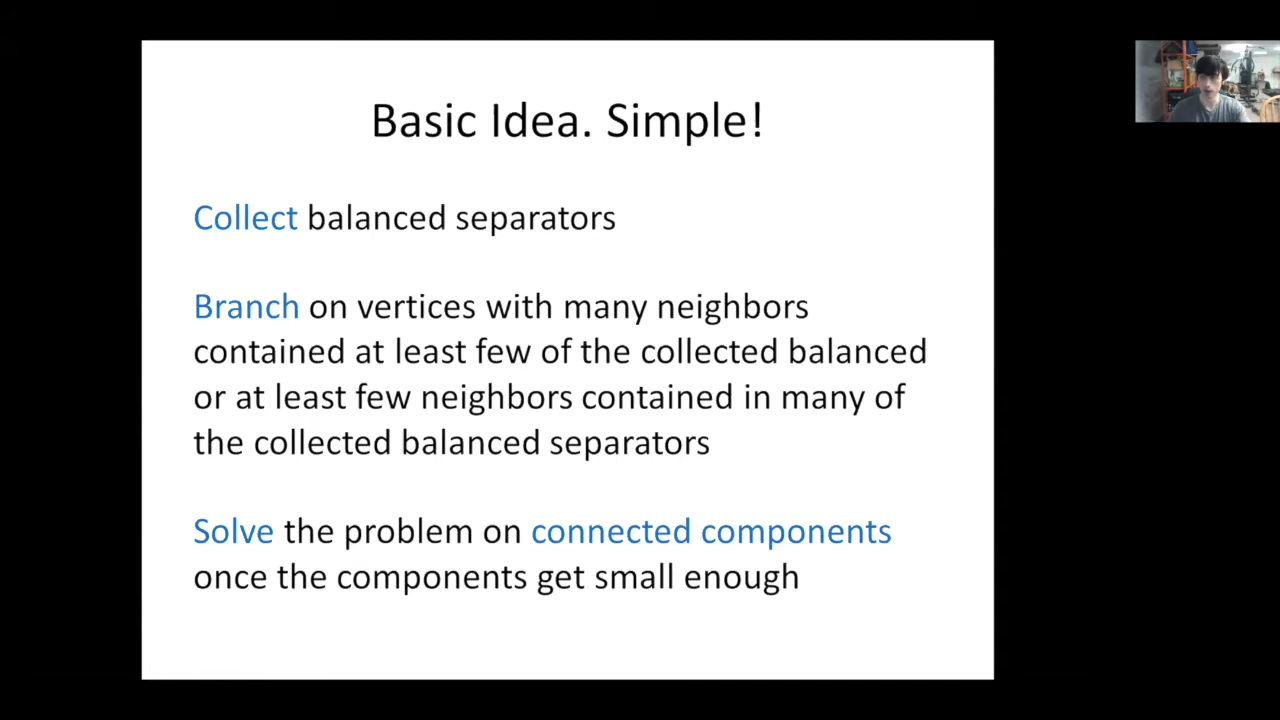 Basic Idea. Simple!
Collect balanced separators
Branch on vertices with many neighbors
contained at least few of the collected balanced
or at least few neighbors contained in many of
the collected balanced separators
Solve the problem on connected components
once the components get small enough